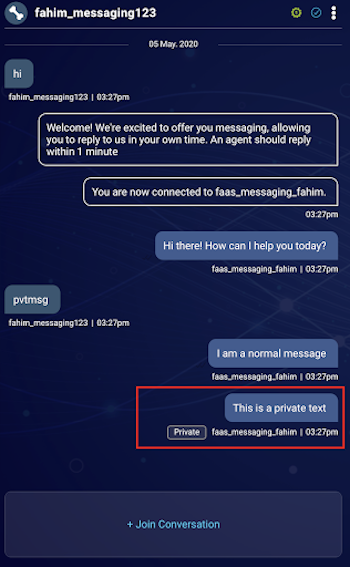 fahim_messaging123
05 May. 2020
hi
fahim_messaging123 | 03:27pm
Welcome! We're excited to offer you messaging, allowing
you to reply to us in your own time. An agent should reply
within 1 minute
You are now connected to faas_messaging_fahim.
03:27pm
Hi there! How can I help you today?
faas_messaging_fahim | 03:27pm
pvtmsg
fahim_messaging123 | 03:27pm
I am a normal message
faas_messaging_fahim | 03:27pm
This is a private text
Private faas_messaging_fahim | 03:27pm
+ Join Conversation